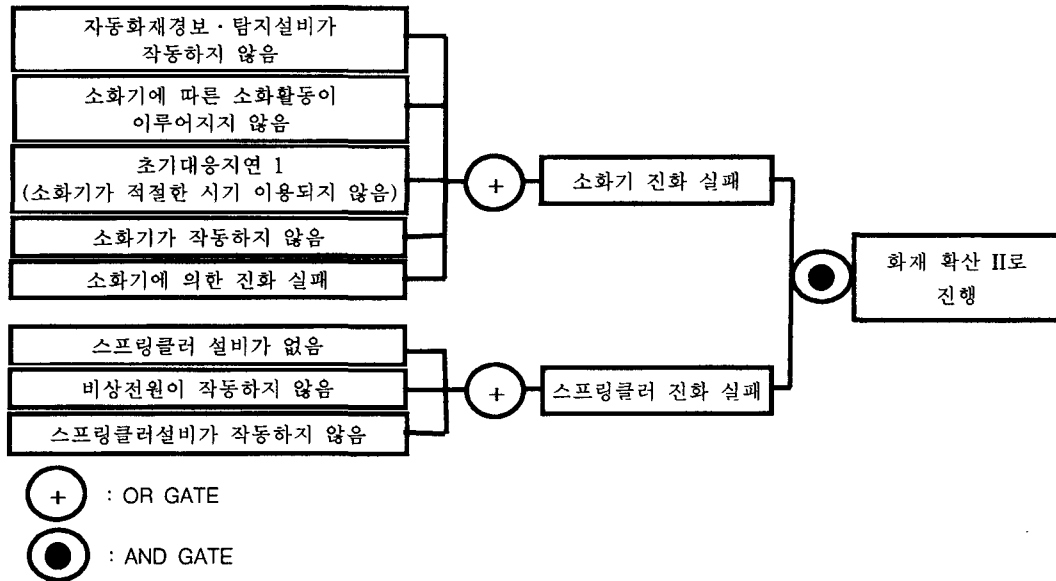 자동화재경보·탐지설비가
작동하지 않음
소화기에 따른 소화활동이
이루어지지 않음
초기대응지연 1
(소화기가 적절한 시기 이용되지 않음)
소화기가 작동하지 않음
소화기에 의한 진화 실패
+
소화기 진화 실패
화재 확산 II로
진행
스프링클러 설비가 없음
비상전원이 작동하지 않음
스프링클러설비가 작동하지 않음
+
스프링클러 진화 실패
+ : OR GATE
: AND GATE